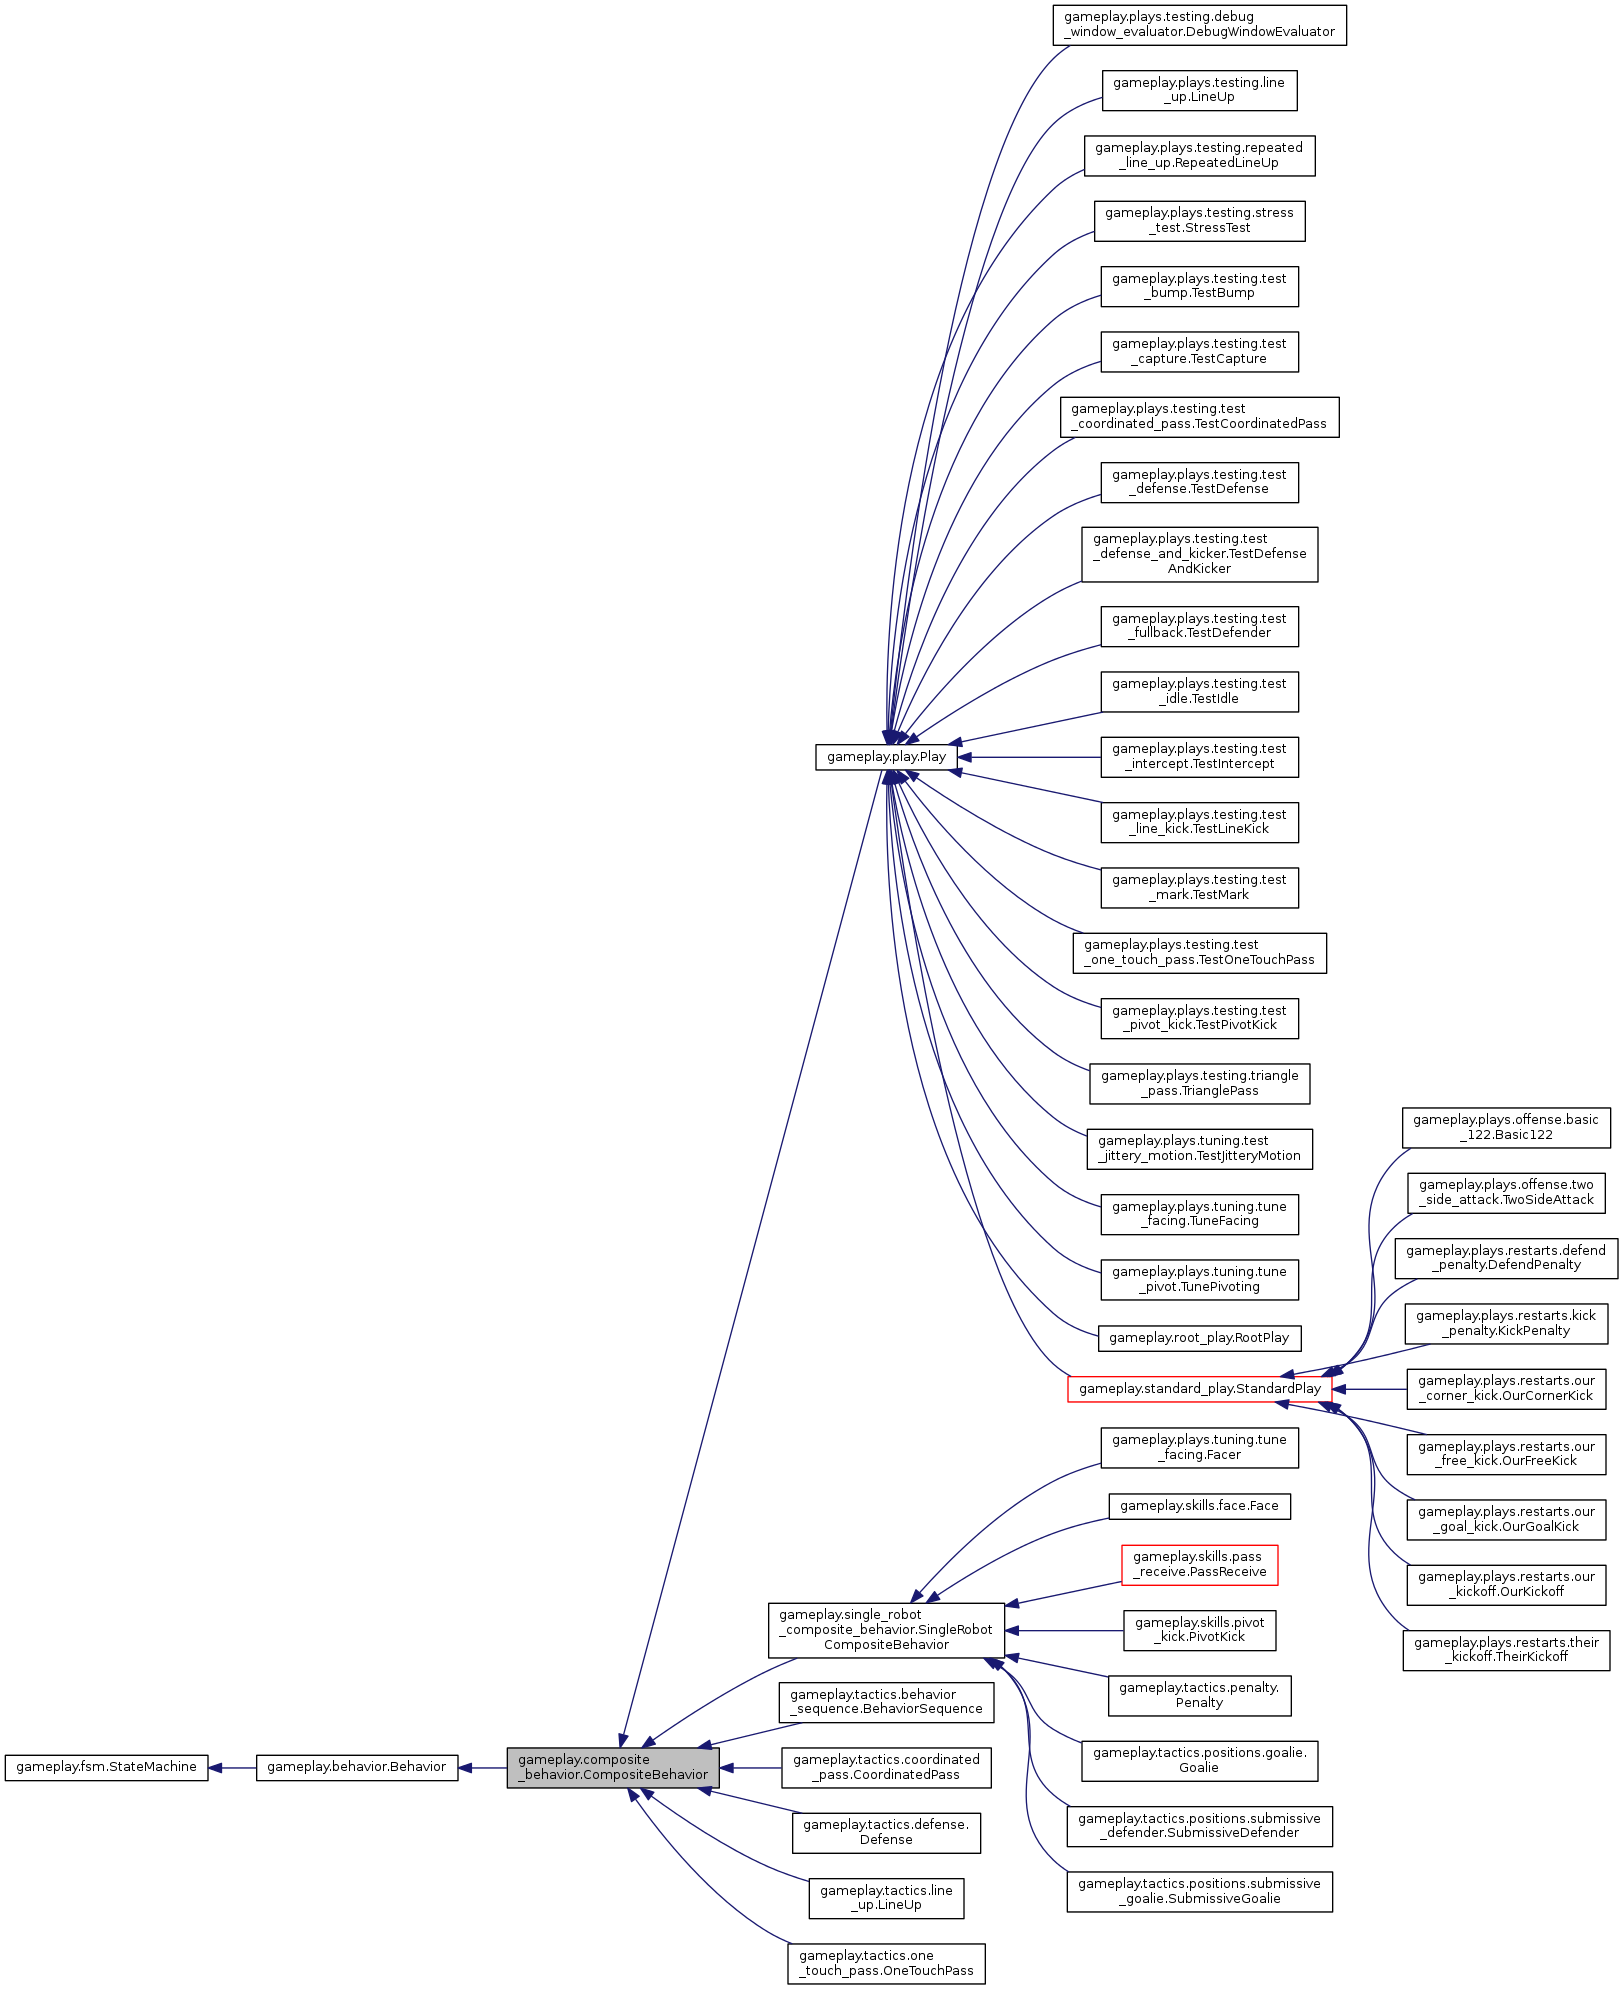 gameplay.plays.testing.debug
_window_evaluator.DebugWindowEvaluator
gameplay.plays.testing.line
_up.LineUp
gameplay.plays.testing.repeated
_line_up.RepeatedLineUp
gameplay.plays.testing.stress
_test.StressTest
gameplay.plays.testing.test
_bump.TestBump
gameplay.plays.testing.test
_capture.TestCapture
gameplay.plays.testing.test
_coordinated_pass.TestCoordinatedPass
gameplay.plays.testing.test
_defense.TestDefense
gameplay.plays.testing.test
_defense_and_kicker.TestDefense
AndKicker
gameplay.plays.testing.test
_fullback.TestDefender
gameplay.plays.testing.test
_idle.TestIdle
gameplay.play.Play
gameplay.plays.testing.test
_intercept.TestIntercept
gameplay.plays.testing.test
_line_kick.TestLineKick
gameplay.plays.testing.test
_mark.TestMark
gameplay.plays.testing.test
_one_touch_pass.TestOneTouchPass
gameplay.plays.testing.test
_pivot_kick.TestPivotKick
gameplay.plays.testing.triangle
_pass.TrianglePass
gameplay.plays.tuning.test
_jittery_motion.TestJitteryMotion
gameplay.plays.tuning.tune
_facing.TuneFacing
gameplay.plays.tuning.tune
_pivot.TunePivoting
gameplay.root_play.RootPlay
gameplay.standard_play.StandardPlay
gameplay.plays.offense.basic
_122.Basic122
gameplay.plays.offense.two
_side_attack.TwoSideAttack
gameplay.plays.restarts.defend
_penalty.DefendPenalty
gameplay.plays.restarts.kick
_penalty.KickPenalty
gameplay.plays.restarts.our
_corner_kick.OurCornerKick
gameplay.plays.restarts.our
_free_kick.OurFreeKick
gameplay.plays.restarts.our
_goal_kick.OurGoalKick
gameplay.plays.restarts.our
_kickoff.OurKickoff
gameplay.plays.restarts.their
_kickoff.TheirKickoff
gameplay.plays.tuning.tune
_facing.Facer
gameplay.skills.face.Face
gameplay.skills.pass
_receive.PassReceive
gameplay.single_robot
_composite_behavior.SingleRobot
CompositeBehavior
gameplay.skills.pivot
_kick.PivotKick
gameplay.tactics.penalty.
Penalty
gameplay.tactics.positions.goalie.
Goalie
gameplay.tactics.positions.submissive
_defender.SubmissiveDefender
gameplay.tactics.positions.submissive
_goalie.SubmissiveGoalie
gameplay.tactics.behavior
_sequence.BehaviorSequence
gameplay.fsm.StateMachine
gameplay.behavior.Behavior
gameplay.composite
_behavior.CompositeBehavior
gameplay.tactics.coordinated
_pass.CoordinatedPass
gameplay.tactics.defense.
Defense
gameplay.tactics.line
_up.LineUp
gameplay.tactics.one
_touch_pass.OneTouchPass